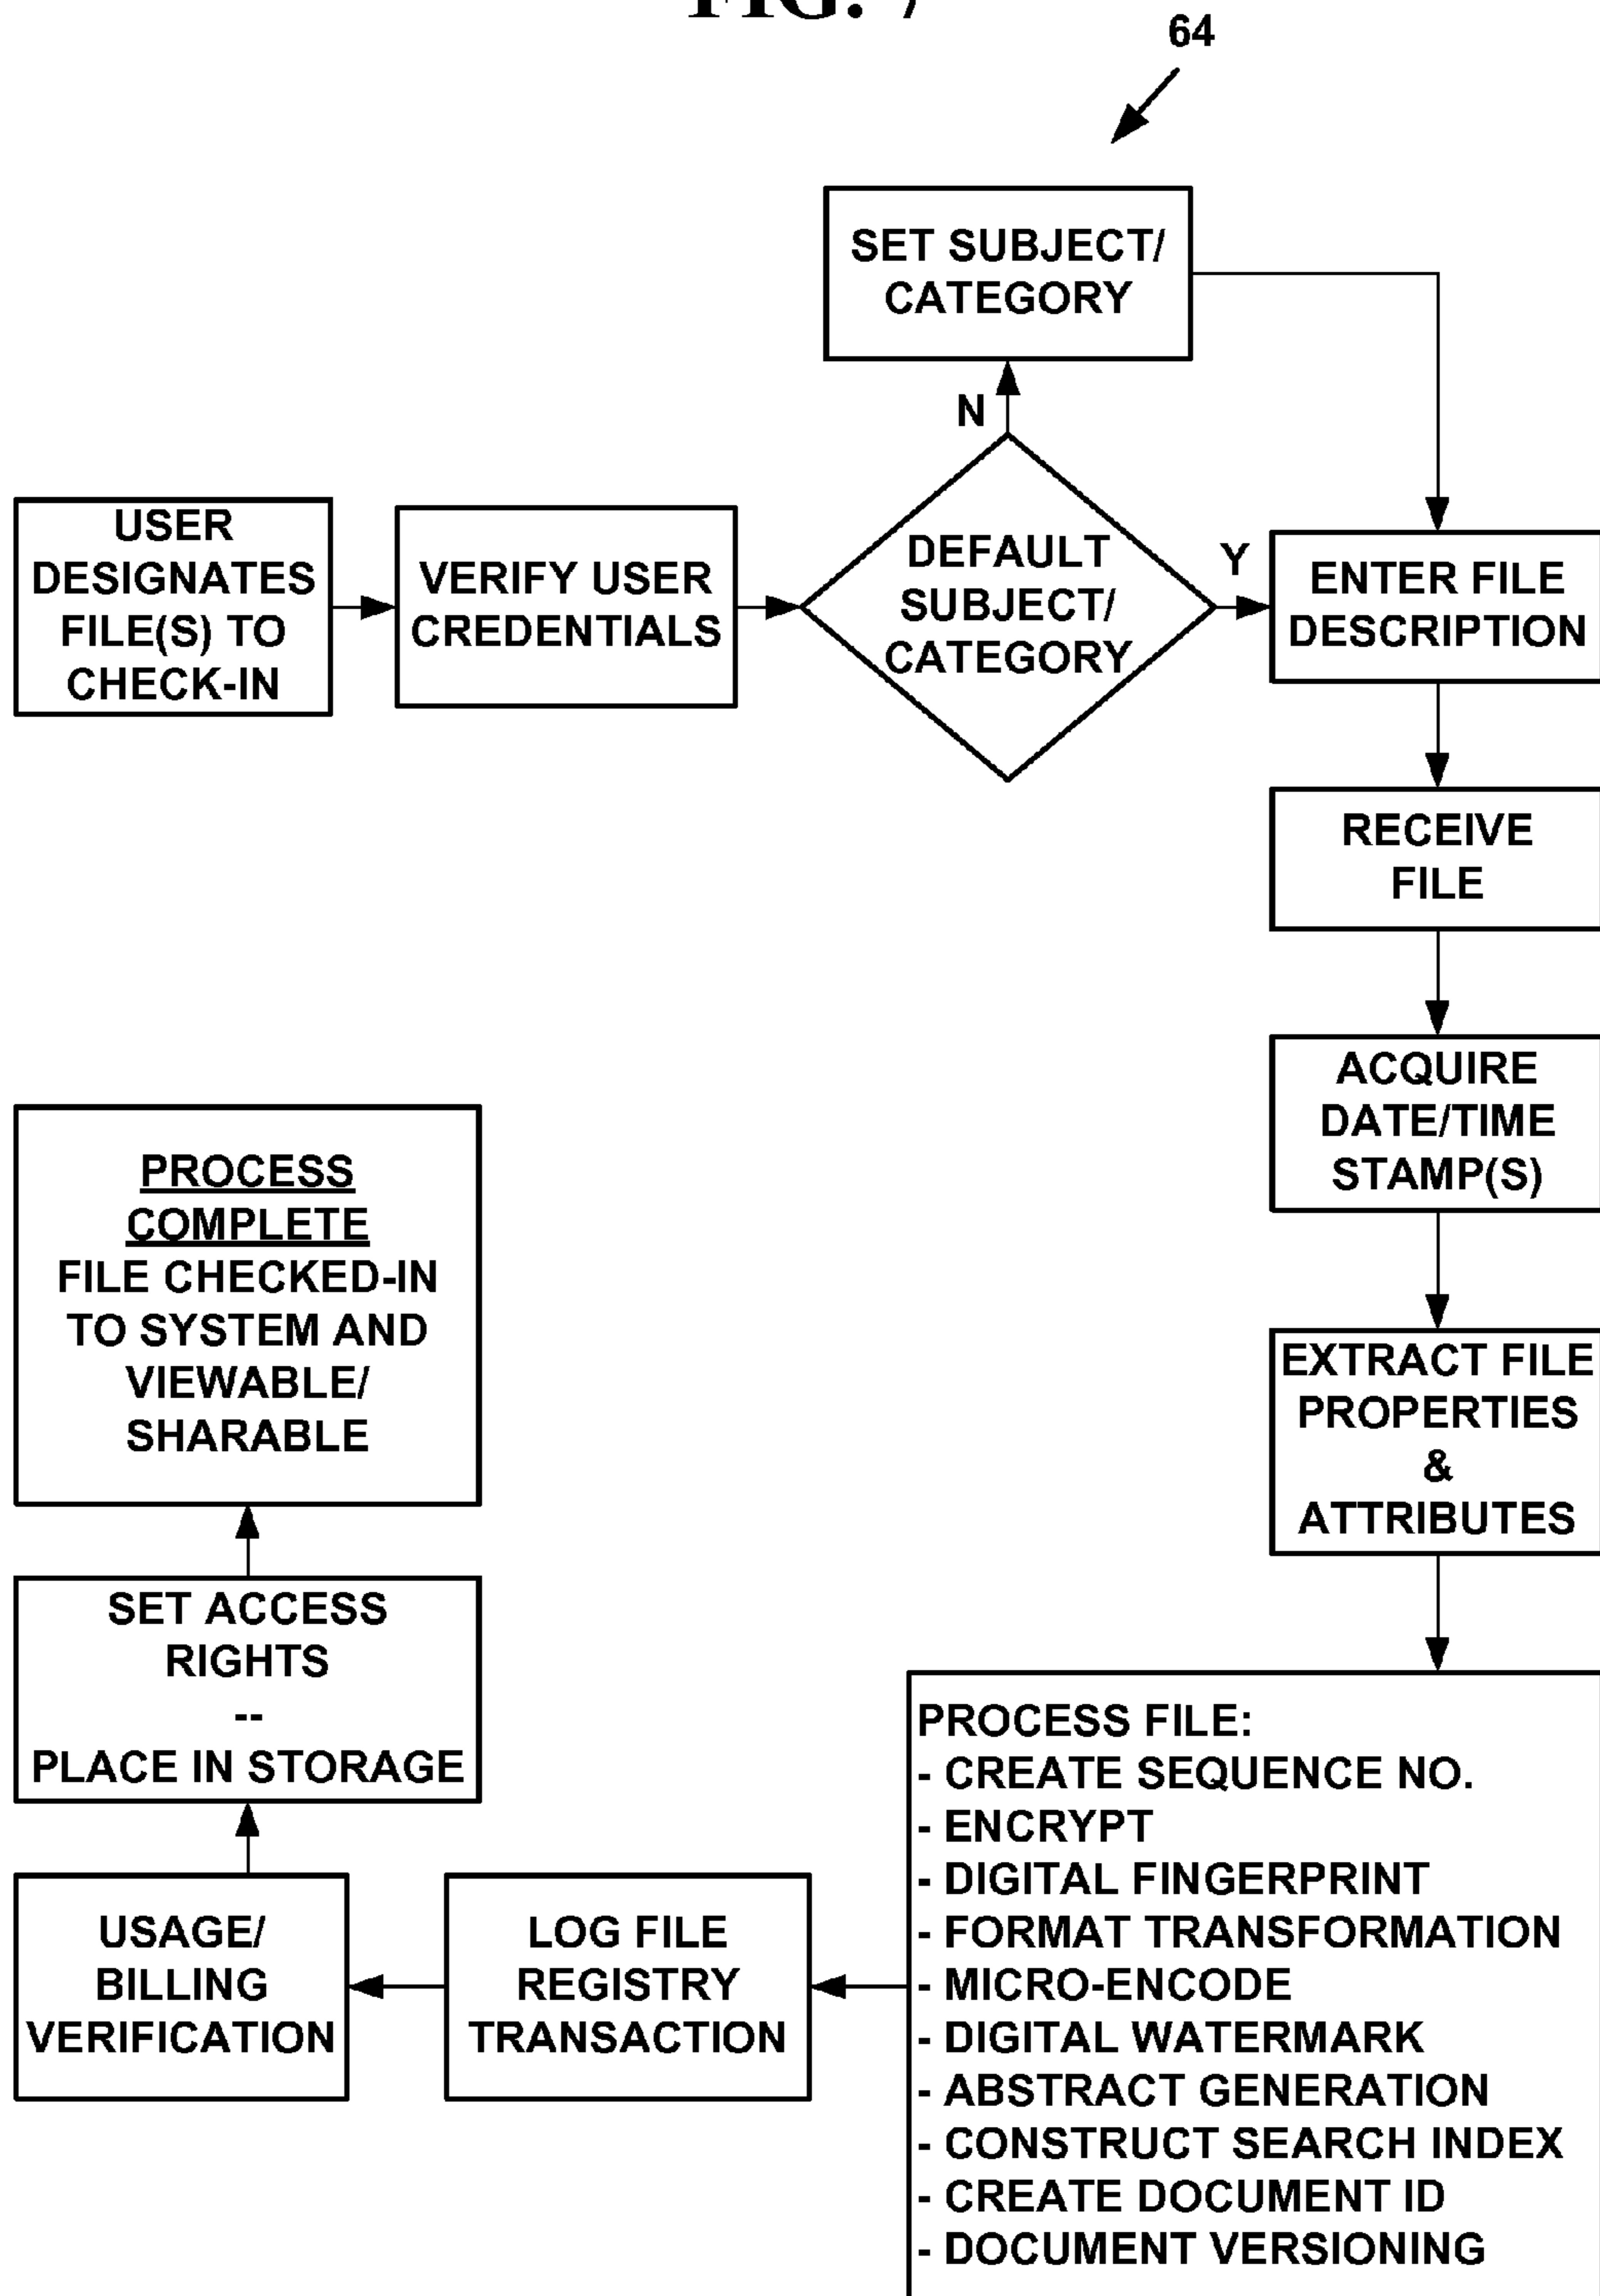 FIG. 7
64
SET SUBJECT/
CATEGORY
N
USER
DESIGNATES
FILE(S) TO
CHECK-IN
VERIFY USER
CREDENTIALS
DEFAULT
SUBJECT/
CATEGORY
Y
ENTER FILE
DESCRIPTION
RECEIVE
FILE
ACQUIRE
DATE/TIME
STAMP(S)
EXTRACT FILE
PROPERTIES
&
ATTRIBUTES
PROCESS FILE:
- CREATE SEQUENCE NO.
- ENCRYPT
- DIGITAL FINGERPRINT
- FORMAT TRANSFORMATION
- MICRO-ENCODE
- DIGITAL WATERMARK
- ABSTRACT GENERATION
- CONSTRUCT SEARCH INDEX
- CREATE DOCUMENT ID
- DOCUMENT VERSIONING
LOG FILE
REGISTRY
TRANSACTION
USAGE/
BILLING
VERIFICATION
SET ACCESS
RIGHTS
--
PLACE IN STORAGE
PROCESS
COMPLETE
FILE CHECKED-IN
TO SYSTEM AND
VIEWABLE/
SHARABLE